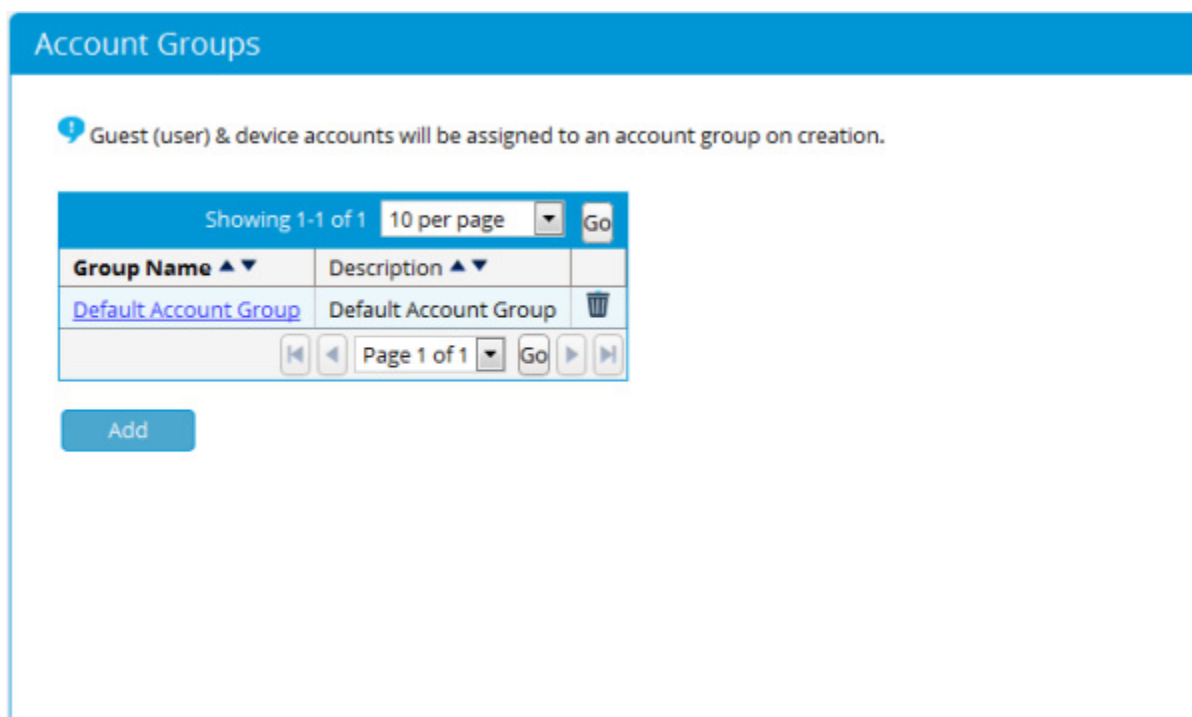 Account Groups
Guest (user) & device accounts will be assigned to an account group on creation.
Showing 1-1 of 1 10 per page Go
Group Name Description
Default Account Group Default Account Group
Page 1 of 1 Go
Add